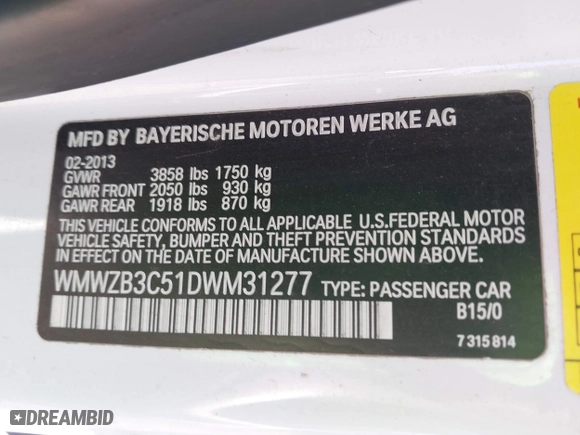 MFD BY BAYERISCHE MOTOREN WERKE AG
02-2013
GVWR 3858 lbs 1750 kg
GAWR FRONT 2050 lbs 930 kg
GAWR REAR 1918 lbs 870 kg
THIS VEHICLE CONFORMS TO ALL APPLICABLE U.S.FEDERAL MOTOR
VEHICLE SAFETY, BUMPER AND THEFT PREVENTION STANDARDS
IN EFFECT ON THE DATE OF MANUFACTURE SHOWN ABOVE.
WMWZB3C51DWM31277 TYPE: PASSENGER CAR
B15/0
7 315 814
DREAMBID